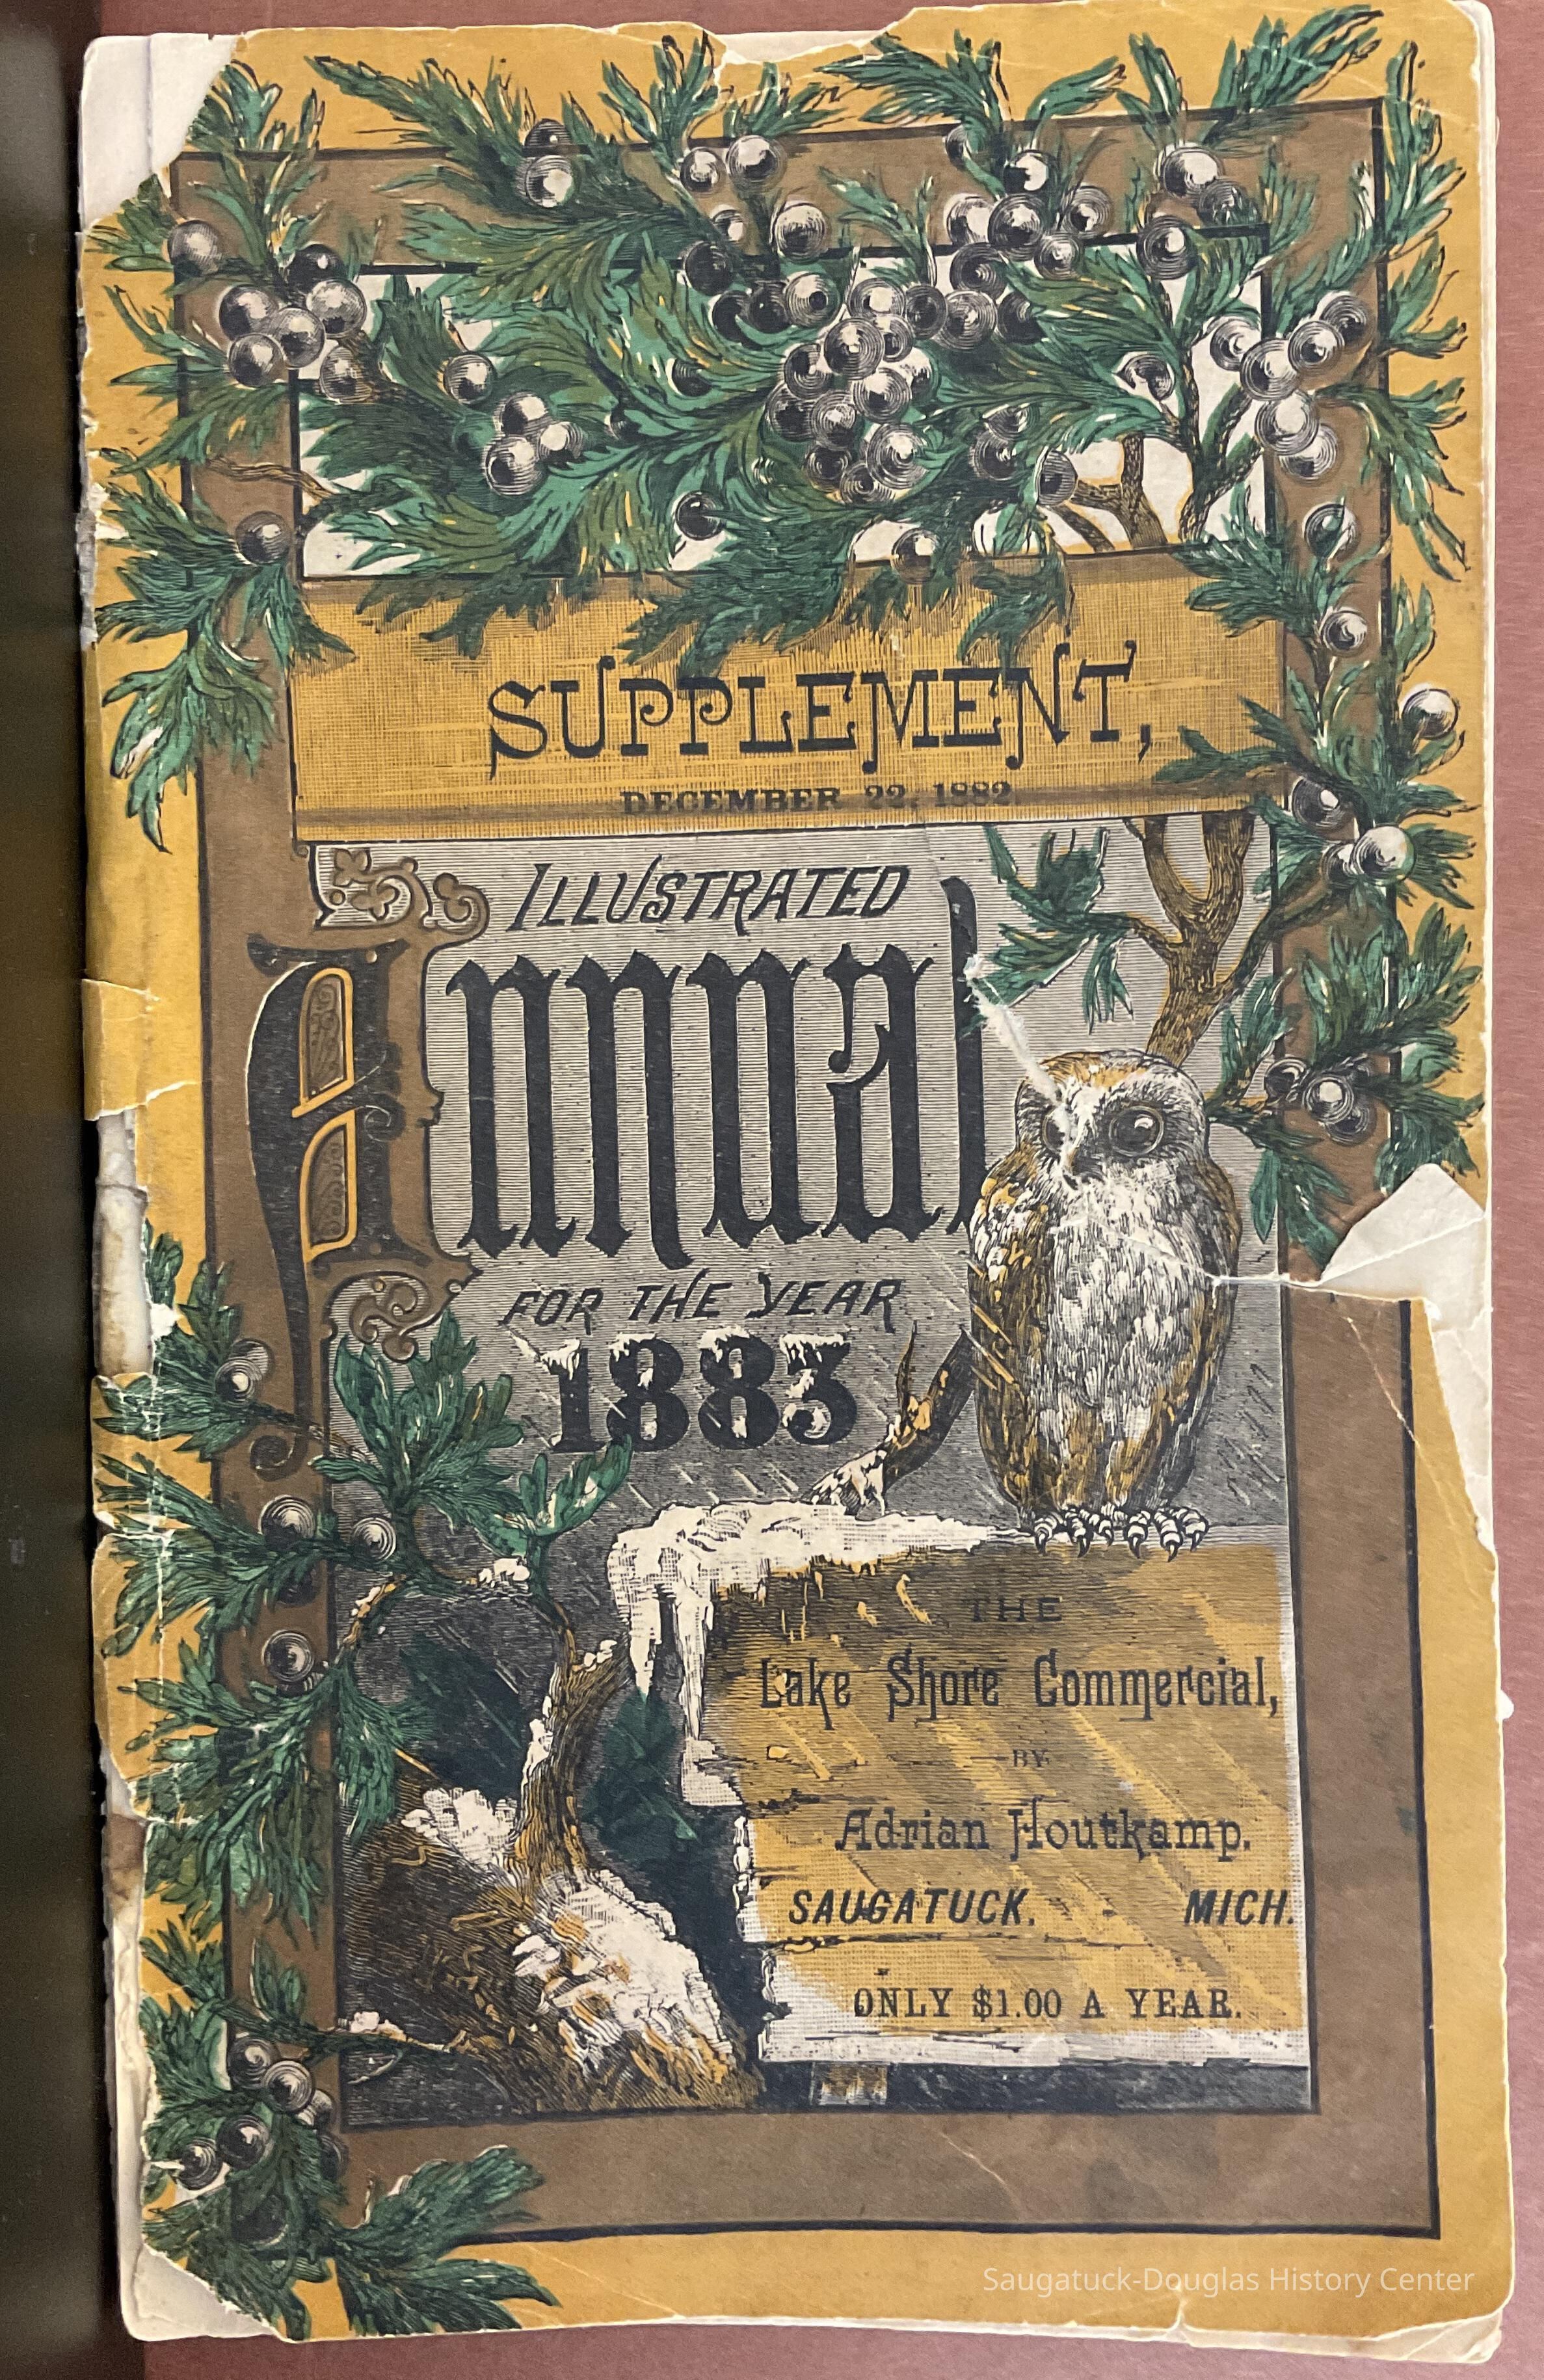 SUPPLEMENT,
DECEMBER 22, 1882.
ILLUSTRATED
Annual
FOR THE YEAR
1883
THE
Lake Shore Commercial,
—BY
Adrian Houtkamp.
SAUGATUCK, - MICH.
ONLY $1.00 A YEAR.
Saugatuck-Douglas History Center